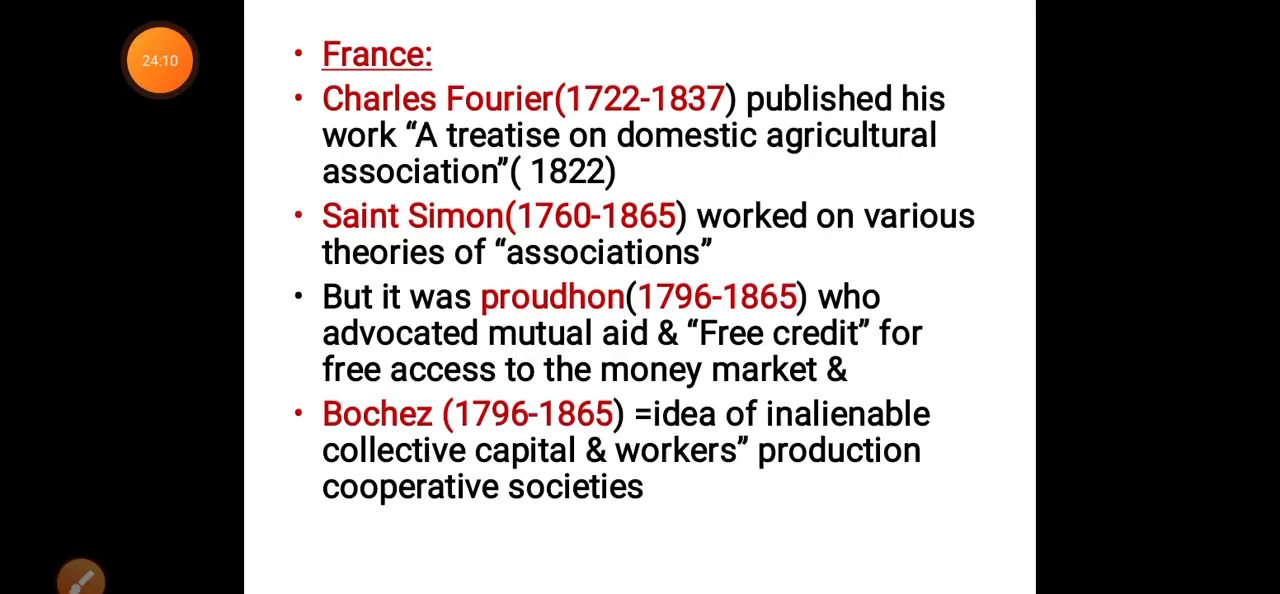 24:10
• France:
• Charles Fourier(1722-1837) published his
work “A treatise on domestic agricultural
association”( 1822)
• Saint Simon(1760-1865) worked on various
theories of “associations”
• But it was proudhon(1796-1865) who
advocated mutual aid & “Free credit” for
free access to the money market &
• Bochez (1796-1865) =idea of inalienable
collective capital & workers” production
cooperative societies